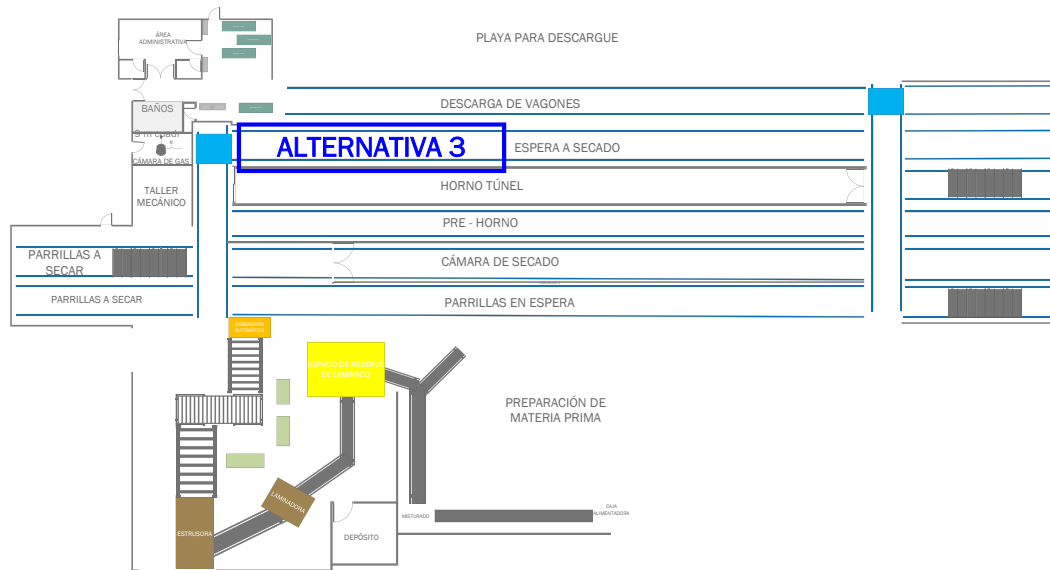 ÁREA
ADMINISTRATIVA
PLAYA PARA DESCARGUE
DESCARGA DE VAGONES
BAÑOS
CÁMARA DE GAS
ALTERNATIVA 3
ESPERA A SECADO
TALLER
MECÁNICO
HORNO TÚNEL
PRE - HORNO
PARRILLAS A
SECAR
CÁMARA DE SECADO
PARRILLAS A SECAR
PARRILLAS EN ESPERA
CARGADORA
AUTOMÁTICA
ESPACIO DE RESERVA
DE LAMINADO
PREPARACIÓN DE
MATERIA PRIMA
LAMINADORA
MISTURADO
CAJA
ALIMENTADORA
ESTRUSORA
DEPÓSITO